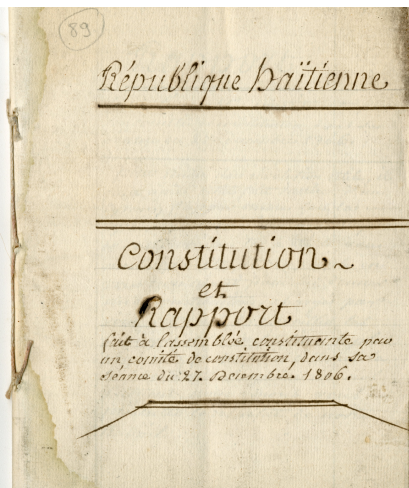 89
République haïtienne
Constitution
et
Rapport
fait à l'assemblée constituante par
un comité de constitution, dans sa
séance du 27. Decembre. 1806.